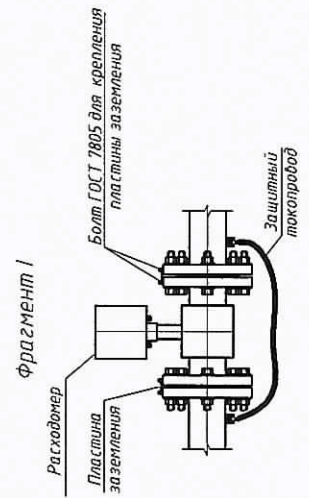 Фрагмент I
Расходомер
Пластина
заземления
Болт ГОСТ 7805 для крепления
пластины заземления
Защитный
токопровод